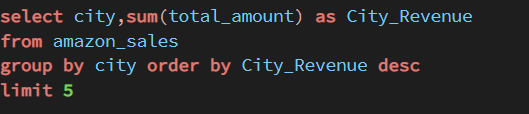 select city,sum(total_amount) as City_Revenue
from amazon_sales
group by city order by City_Revenue desc
limit 5